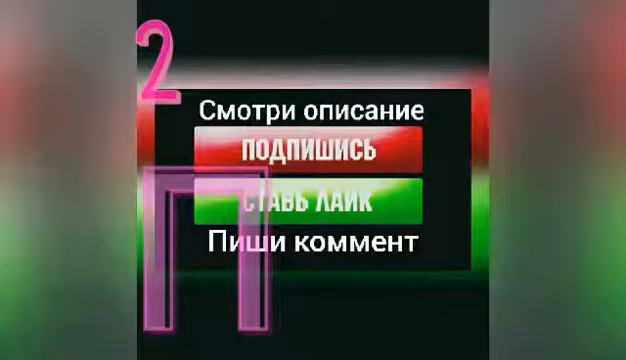 2
Смотри описание
ПОДПИШИСЬ
СТАВЬ ЛАЙК
Пиши коммент
П